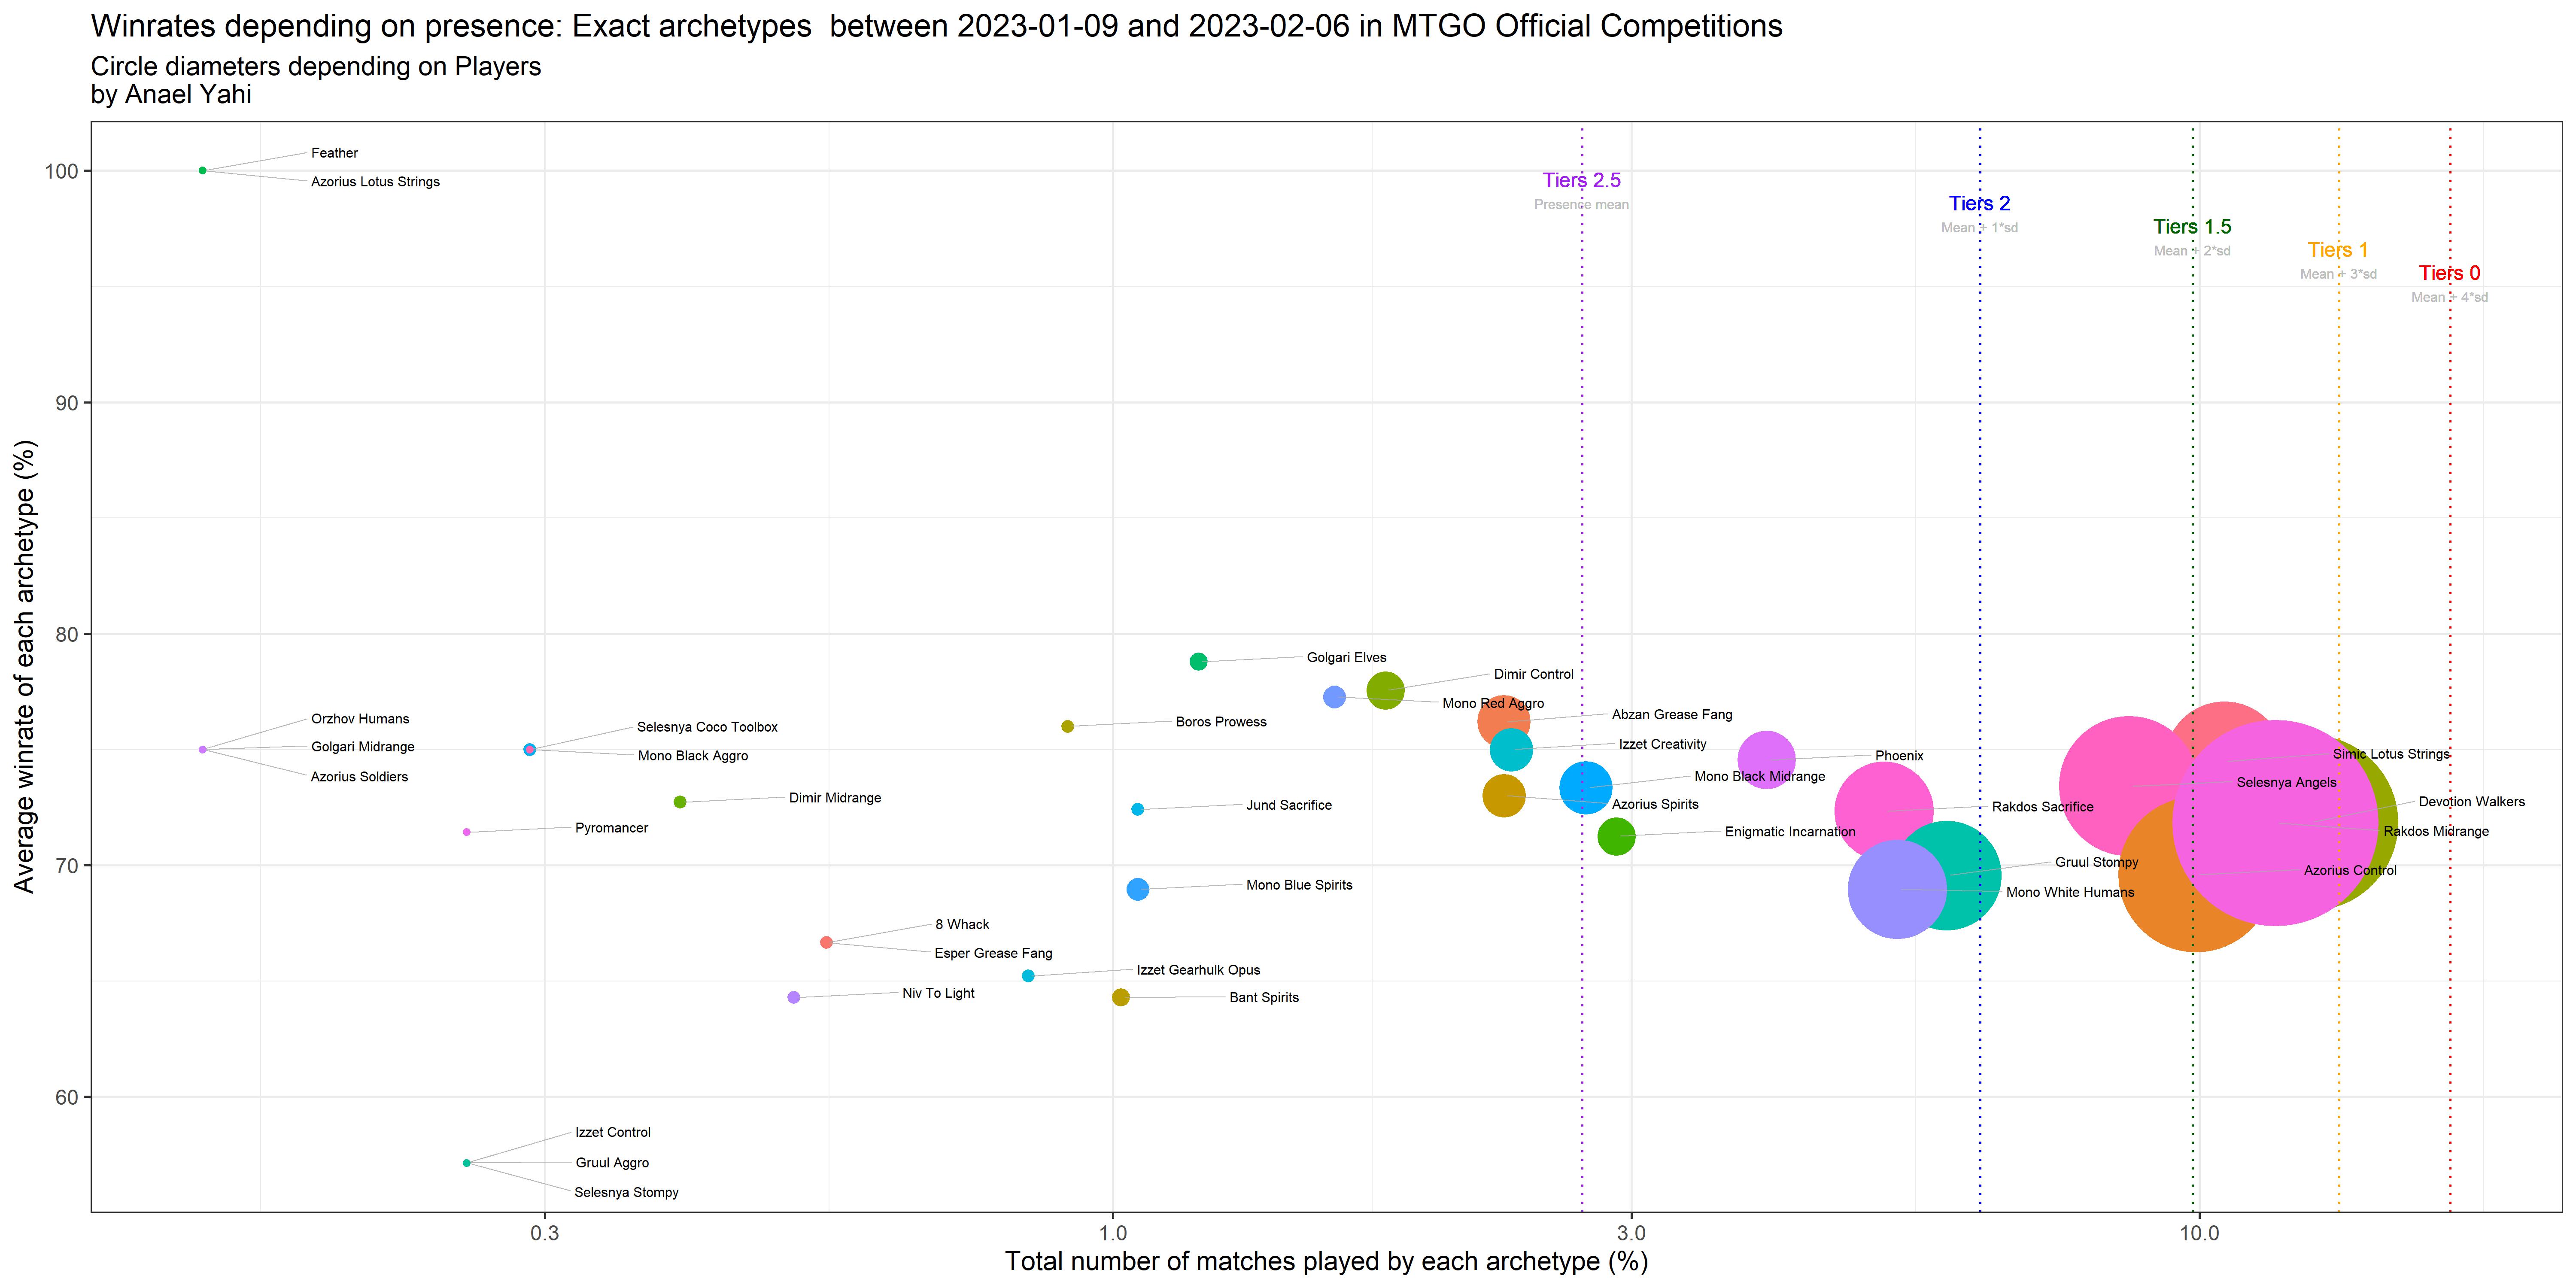 Winrates depending on presence: Exact archetypes  between 2023-01-09 and 2023-02-06 in MTGO Official Competitions
Circle diameters depending on Players
by Anael Yahi
Average winrate of each archetype (%)
100
90
80
70
60
Feather
Azorius Lotus Strings
Tiers 2.5
Presence mean
Tiers 2
Mean + 1*sd
Tiers 1.5
Mean + 2*sd
Tiers 1
Mean + 3*sd
Tiers 0
Mean + 4*sd
Golgari Elves
Dimir Control
Mono Red Aggro
Boros Prowess
Abzan Grease Fang
Orzhov Humans
Golgari Midrange
Azorius Soldiers
Selesnya Coco Toolbox
Mono Black Aggro
Izzet Creativity
Phoenix
Simic Lotus Strings
Mono Black Midrange
Selesnya Angels
Dimir Midrange
Jund Sacrifice
Azorius Spirits
Rakdos Sacrifice
Devotion Walkers
Pyromancer
Enigmatic Incarnation
Rakdos Midrange
Gruul Stompy
Azorius Control
Mono Blue Spirits
Mono White Humans
8 Whack
Esper Grease Fang
Izzet Gearhulk Opus
Niv To Light
Bant Spirits
Izzet Control
Gruul Aggro
Selesnya Stompy
0.3
1.0
3.0
10.0
Total number of matches played by each archetype (%)